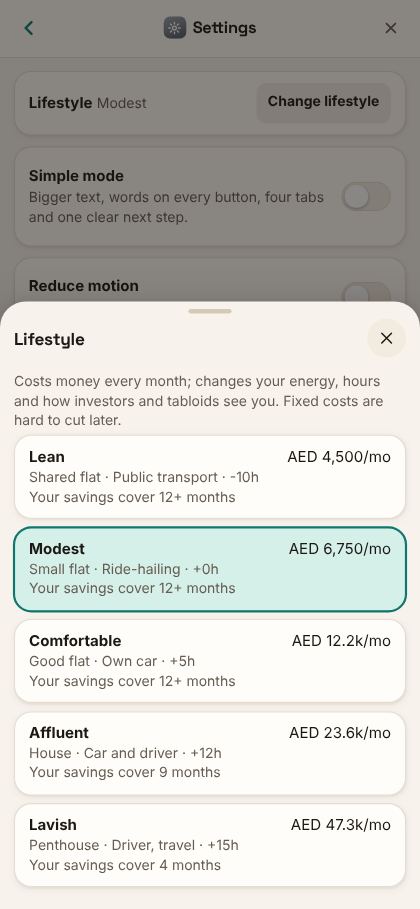 Settings
Lifestyle Modest
Change lifestyle
Simple mode
Bigger text, words on every button, four tabs
and one clear next step.
Reduce motion
Lifestyle
Costs money every month; changes your energy, hours
and how investors and tabloids see you. Fixed costs are
hard to cut later.
Lean AED 4,500/mo
Shared flat · Public transport · -10h
Your savings cover 12+ months
Modest AED 6,750/mo
Small flat · Ride-hailing · +0h
Your savings cover 12+ months
Comfortable AED 12.2k/mo
Good flat · Own car · +5h
Your savings cover 12+ months
Affluent AED 23.6k/mo
House · Car and driver · +12h
Your savings cover 9 months
Lavish AED 47.3k/mo
Penthouse · Driver, travel · +15h
Your savings cover 4 months